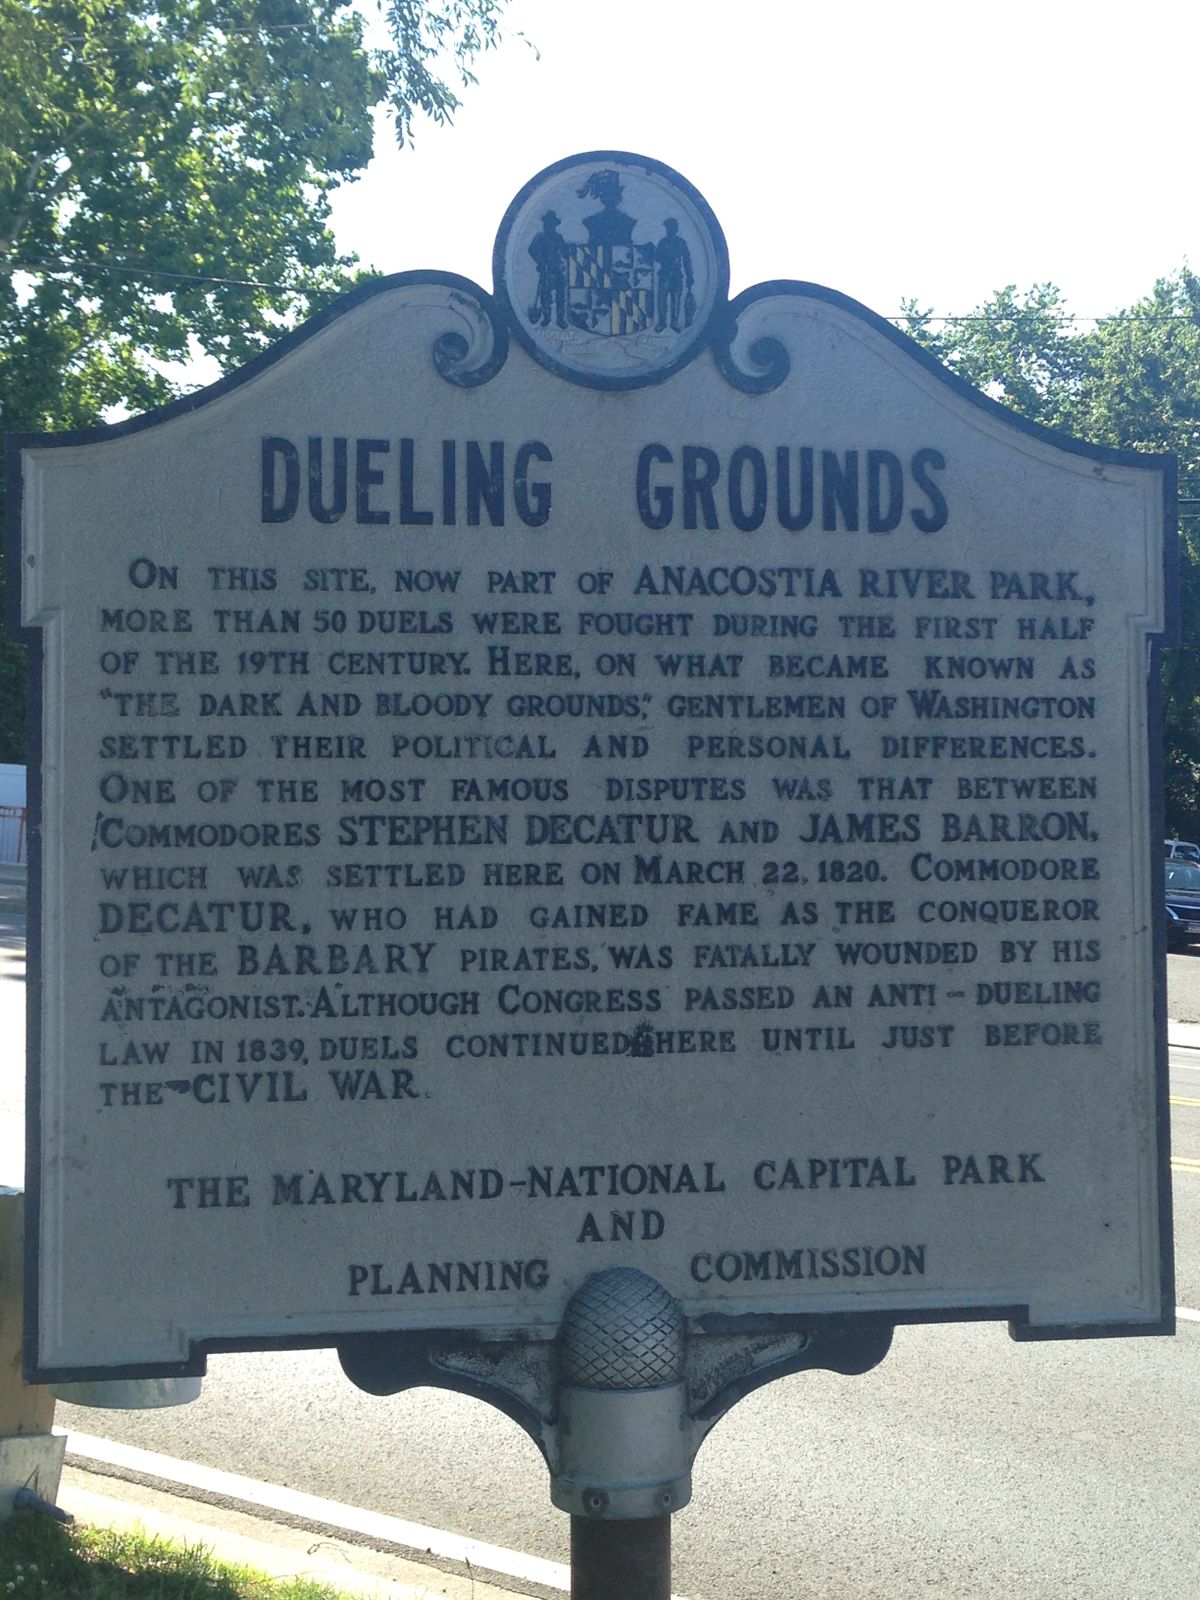 DUELING GROUNDS
ON THIS SITE, NOW PART OF ANACOSTIA RIVER PARK,
MORE THAN 50 DUELS WERE FOUGHT DURING THE FIRST HALF
OF THE 19TH CENTURY. HERE, ON WHAT BECAME KNOWN AS
"THE DARK AND BLOODY GROUNDS," GENTLEMEN OF WASHINGTON
SETTLED THEIR POLITICAL AND PERSONAL DIFFERENCES.
ONE OF THE MOST FAMOUS DISPUTES WAS THAT BETWEEN
COMMODORES STEPHEN DECATUR AND JAMES BARRON,
WHICH WAS SETTLED HERE ON MARCH 22, 1820. COMMODORE
DECATUR, WHO HAD GAINED FAME AS THE CONQUEROR
OF THE BARBARY PIRATES, WAS FATALLY WOUNDED BY HIS
ANTAGONIST. ALTHOUGH CONGRESS PASSED AN ANTI-DUELING
LAW IN 1839, DUELS CONTINUED HERE UNTIL JUST BEFORE
THE CIVIL WAR.
THE MARYLAND-NATIONAL CAPITAL PARK
AND
PLANNING COMMISSION